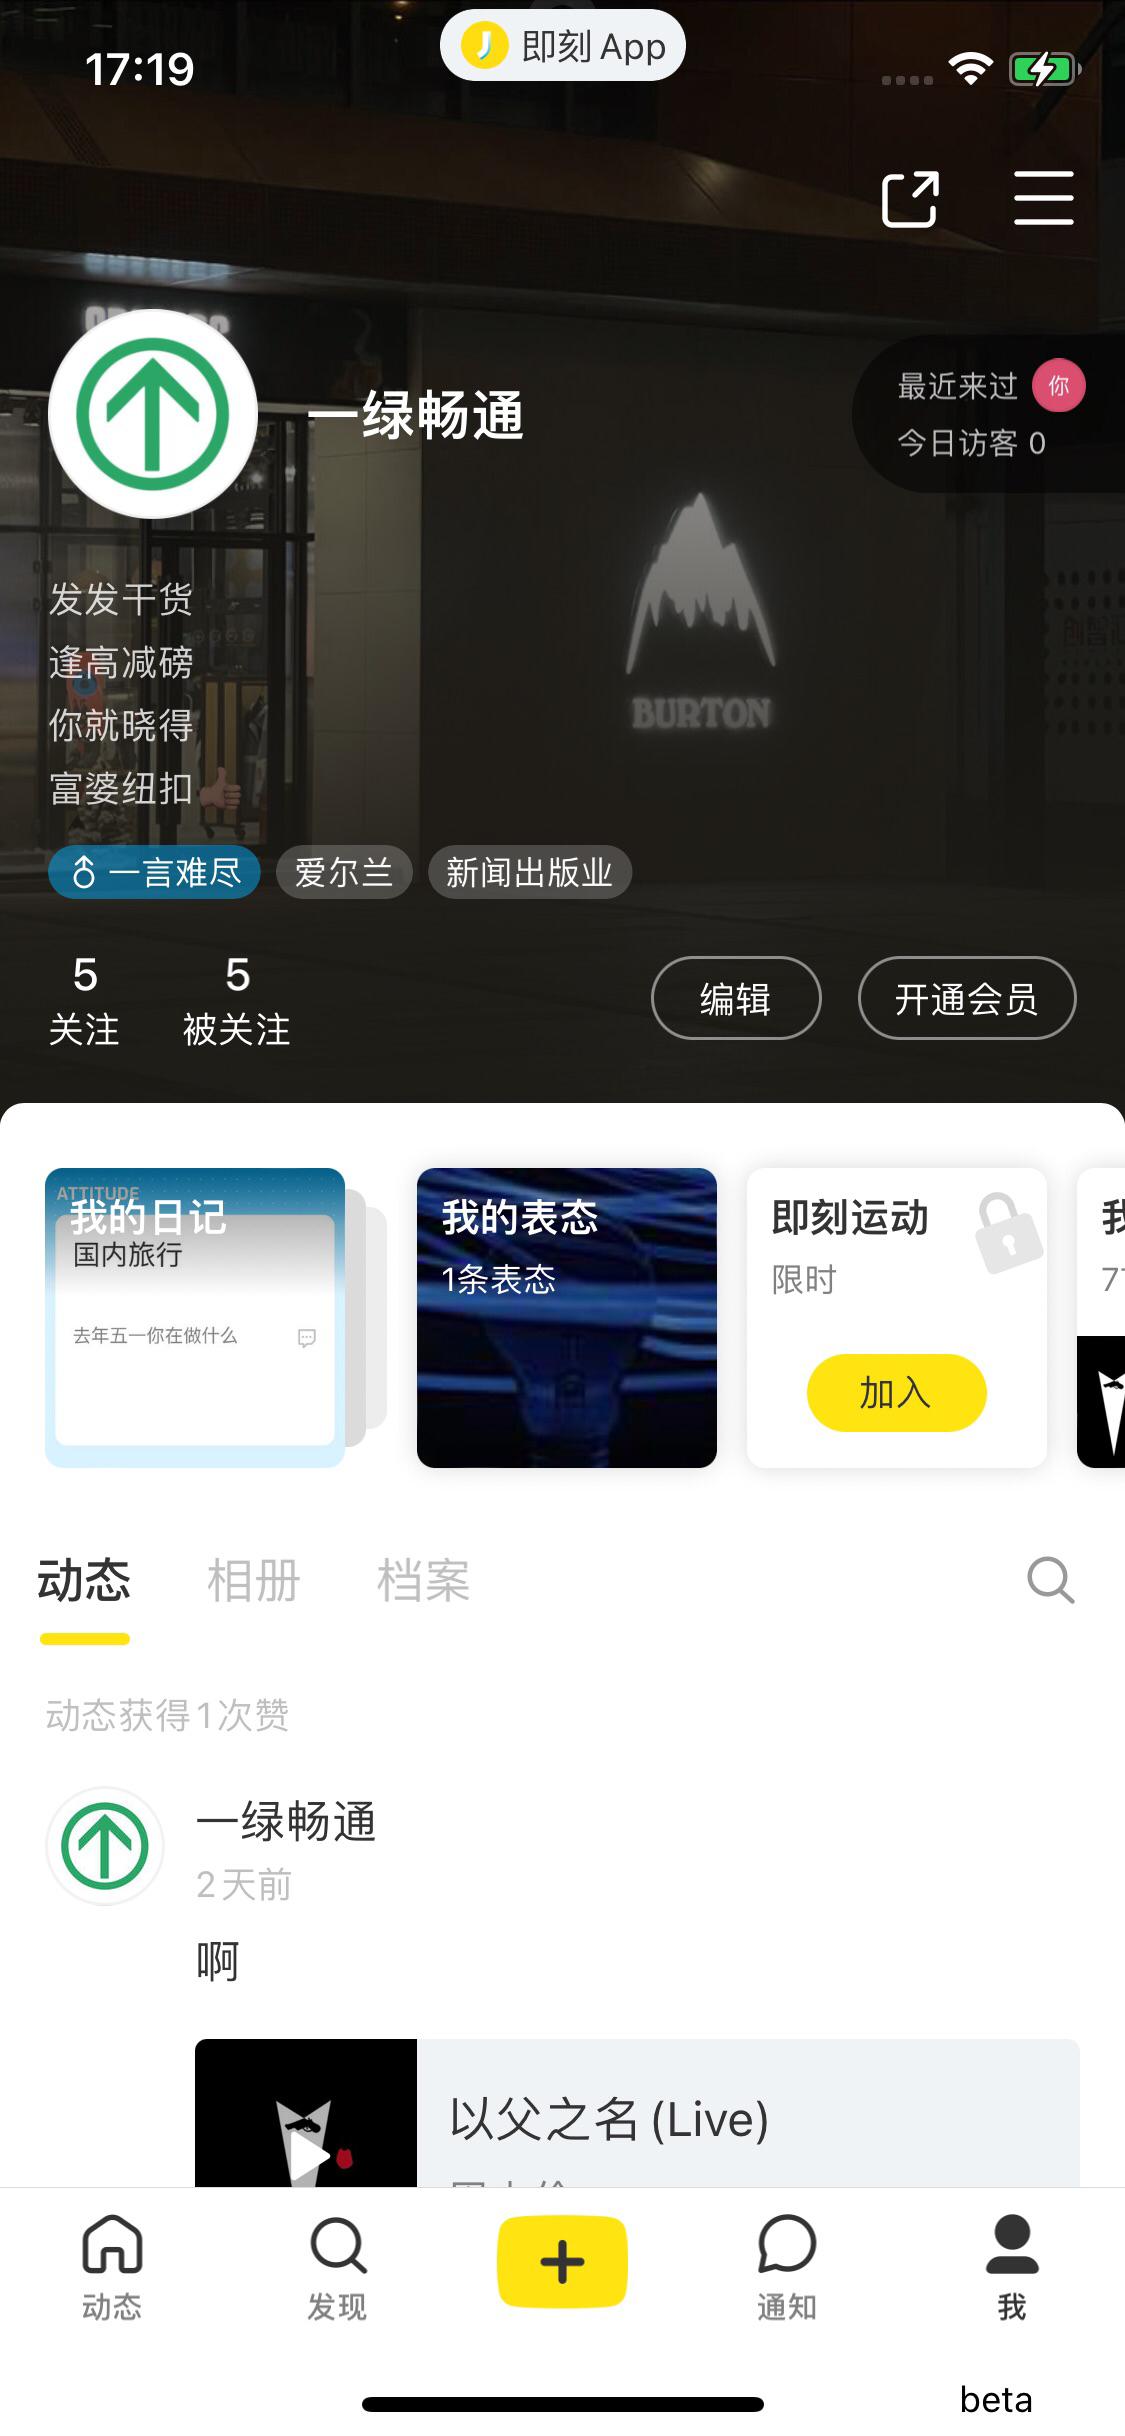 17:19
即刻 App
一绿畅通
最近来过 你
今日访客 0
发发干货
逢高减磅
你就晓得
富婆纽扣👍
BURTON
一言难尽 爱尔兰 新闻出版业
5 5
关注 被关注
编辑 开通会员
ATTITUDE
我的日记
国内旅行
去年五一你在做什么
我的表态
1条表态
即刻运动
限时
加入
动态 相册 档案
动态获得1次赞
一绿畅通
2天前
啊
以父之名 (Live)
动态 发现 通知 我
beta